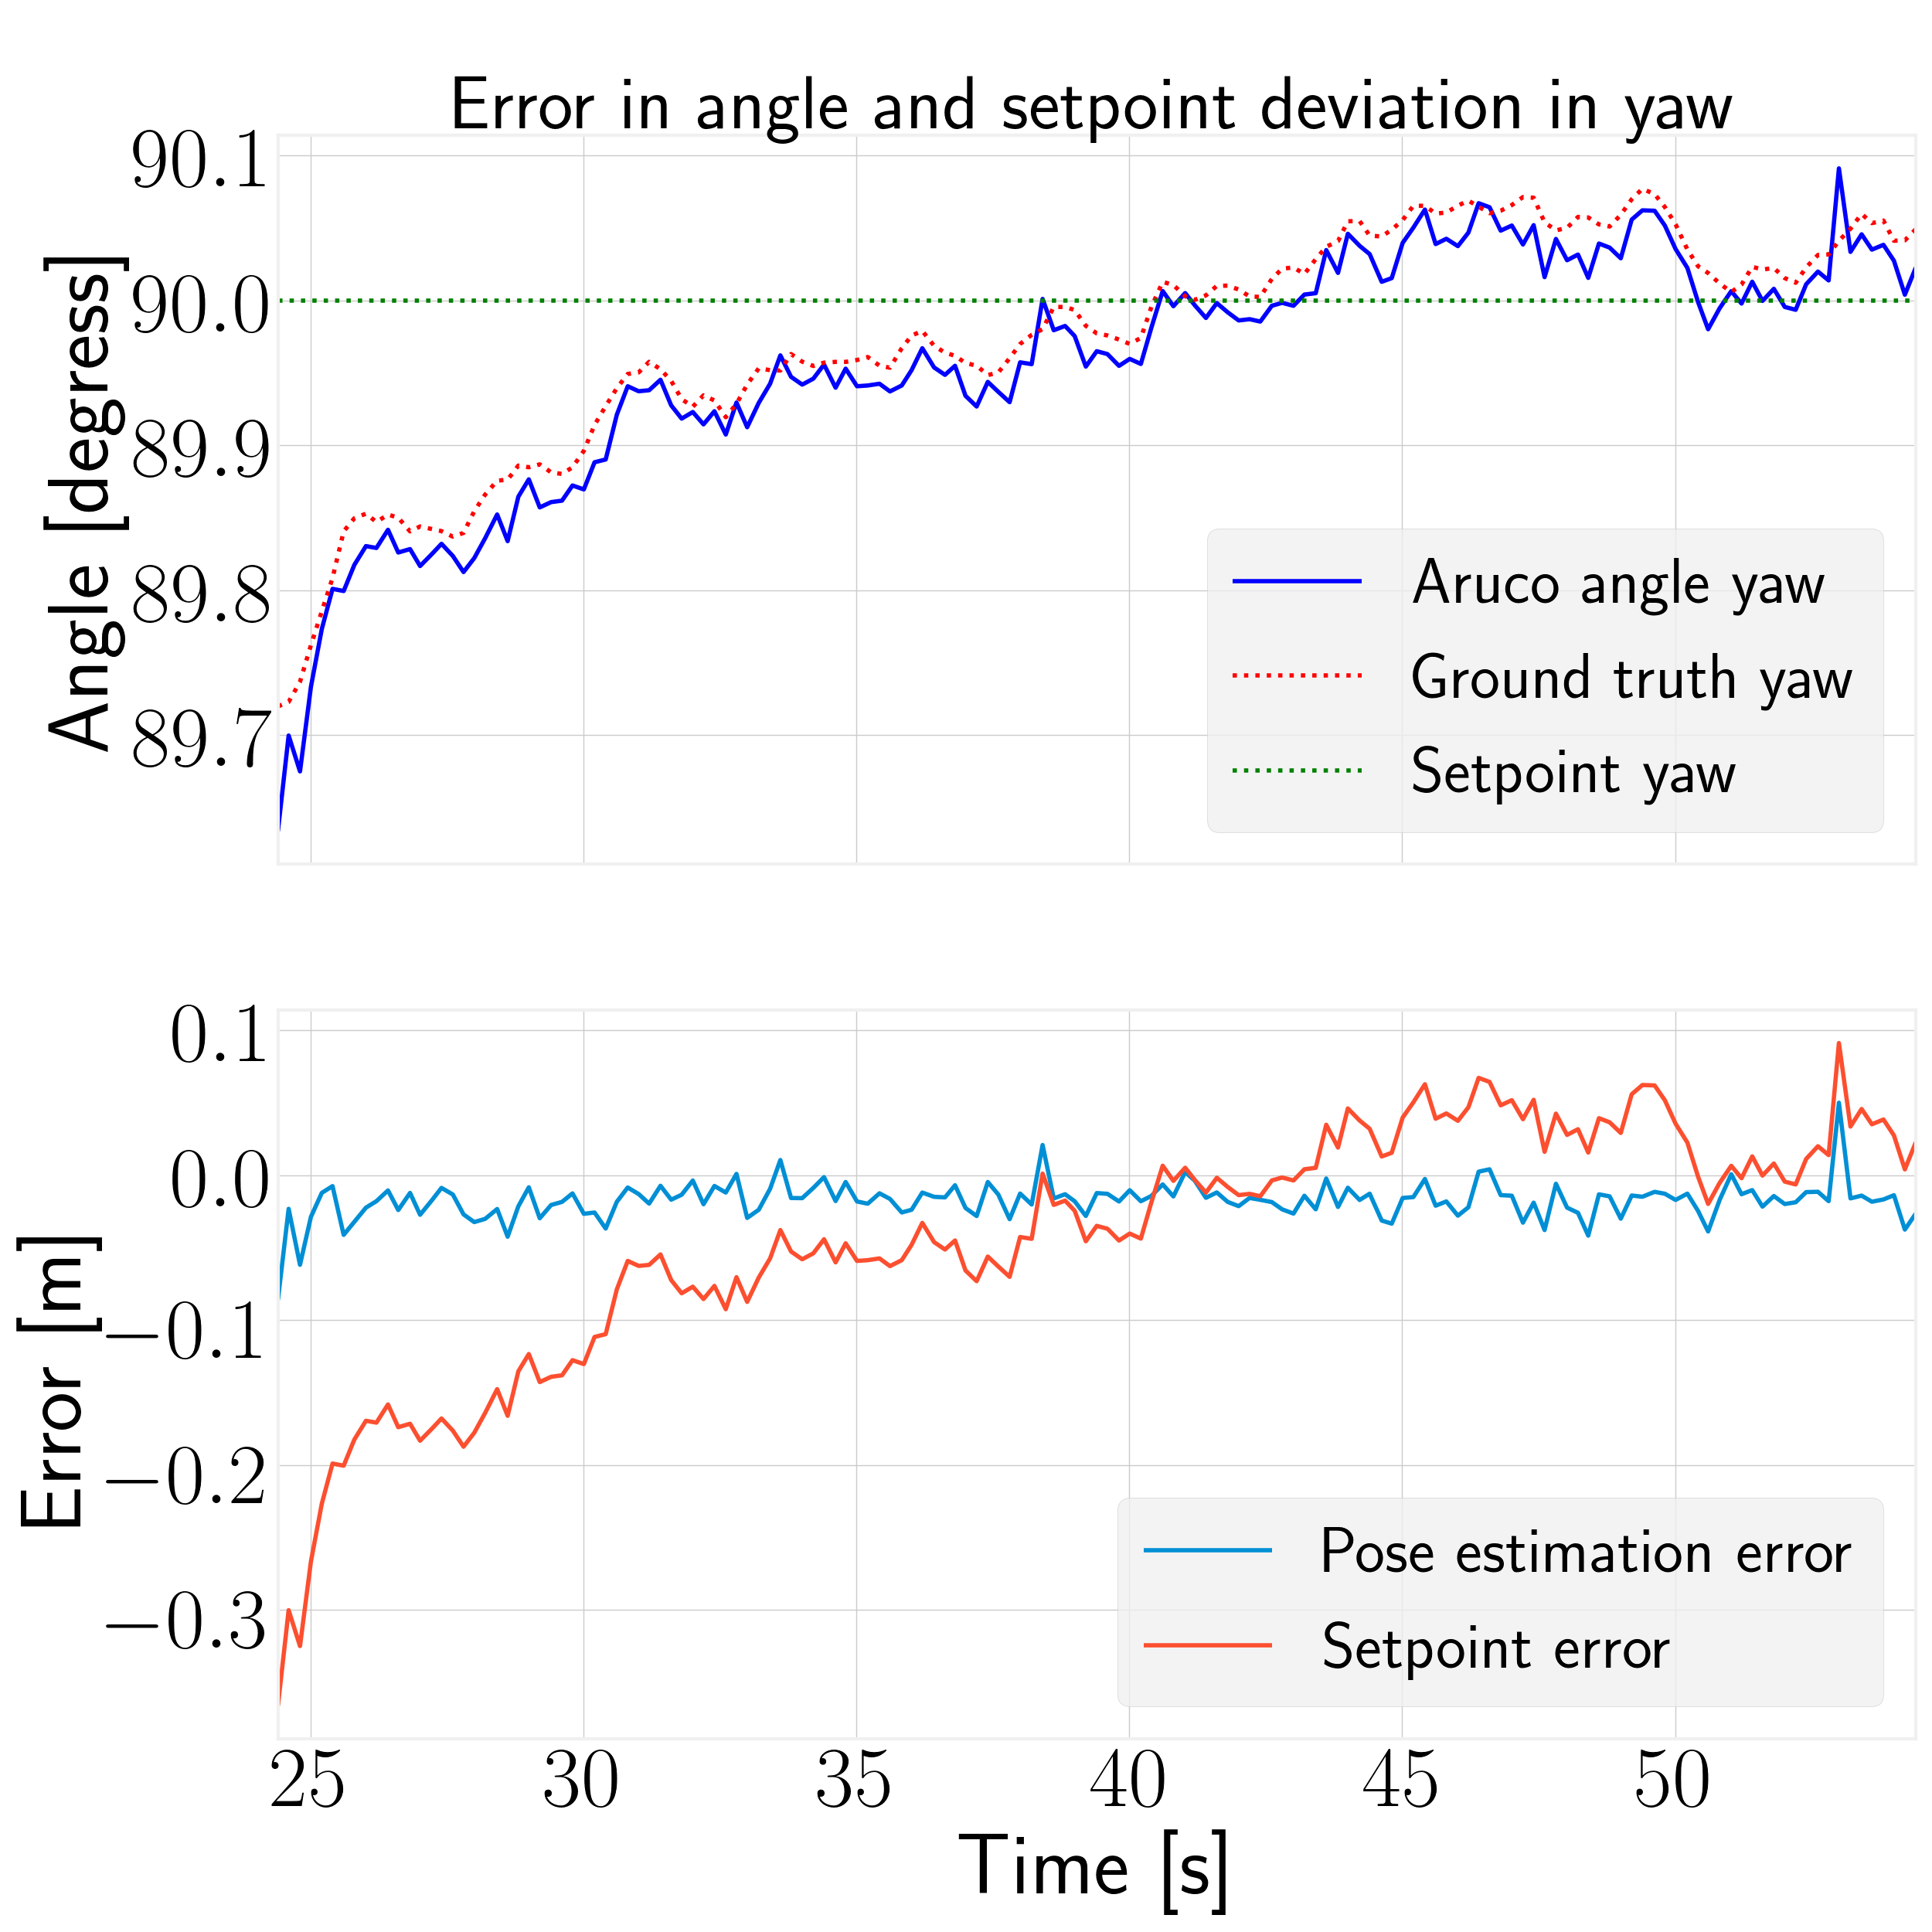 Error in angle and setpoint deviation in yaw
Angle [degress]
90.1
90.0
89.9
89.8
89.7
Aruco angle yaw
Ground truth yaw
Setpoint yaw
Error [m]
0.1
0.0
−0.1
−0.2
−0.3
Pose estimation error
Setpoint error
25 30 35 40 45 50
Time [s]